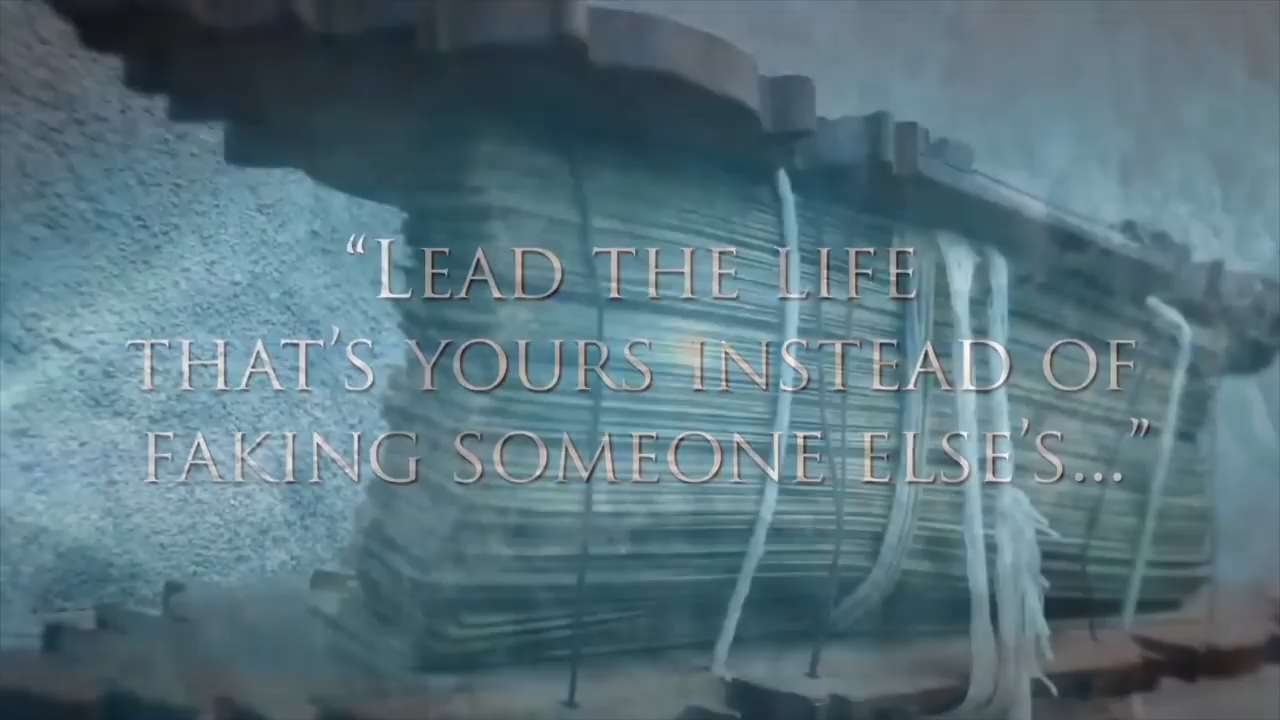 “Lead the life
that’s yours instead of
faking someone else’s...”